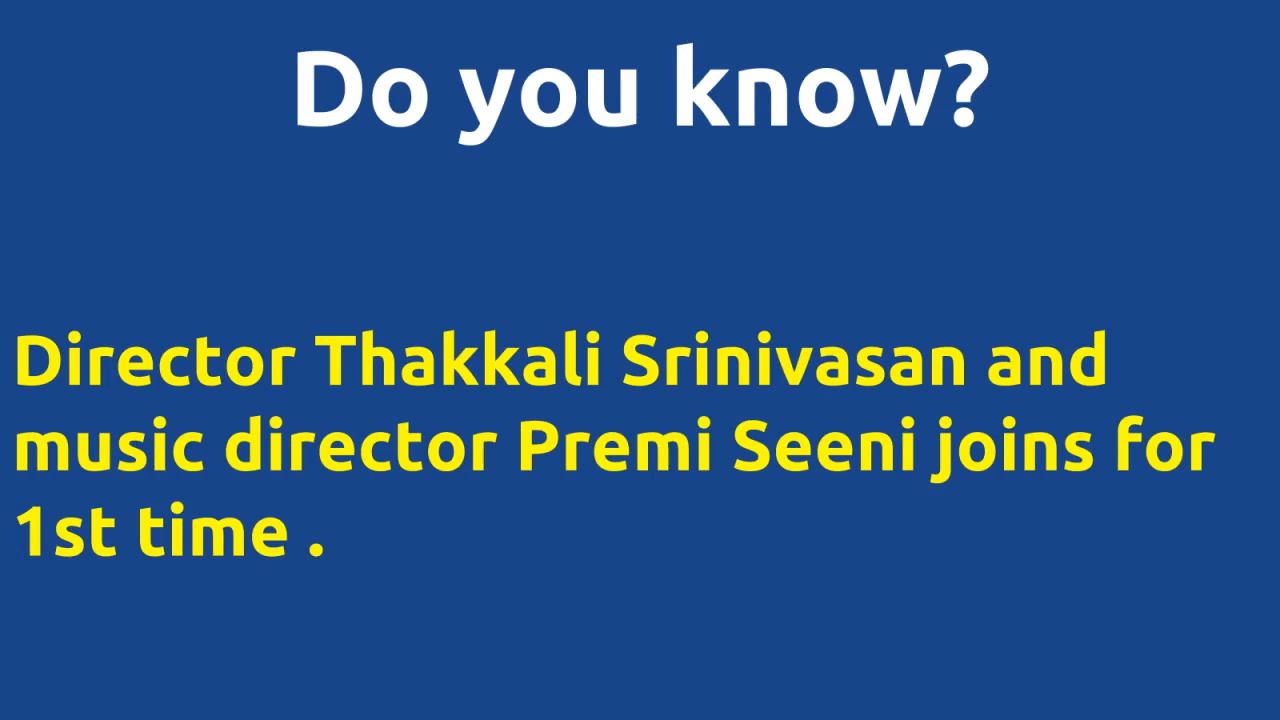 Do you know?
Director Thakkali Srinivasan and
music director Premi Seeni joins for
1st time .